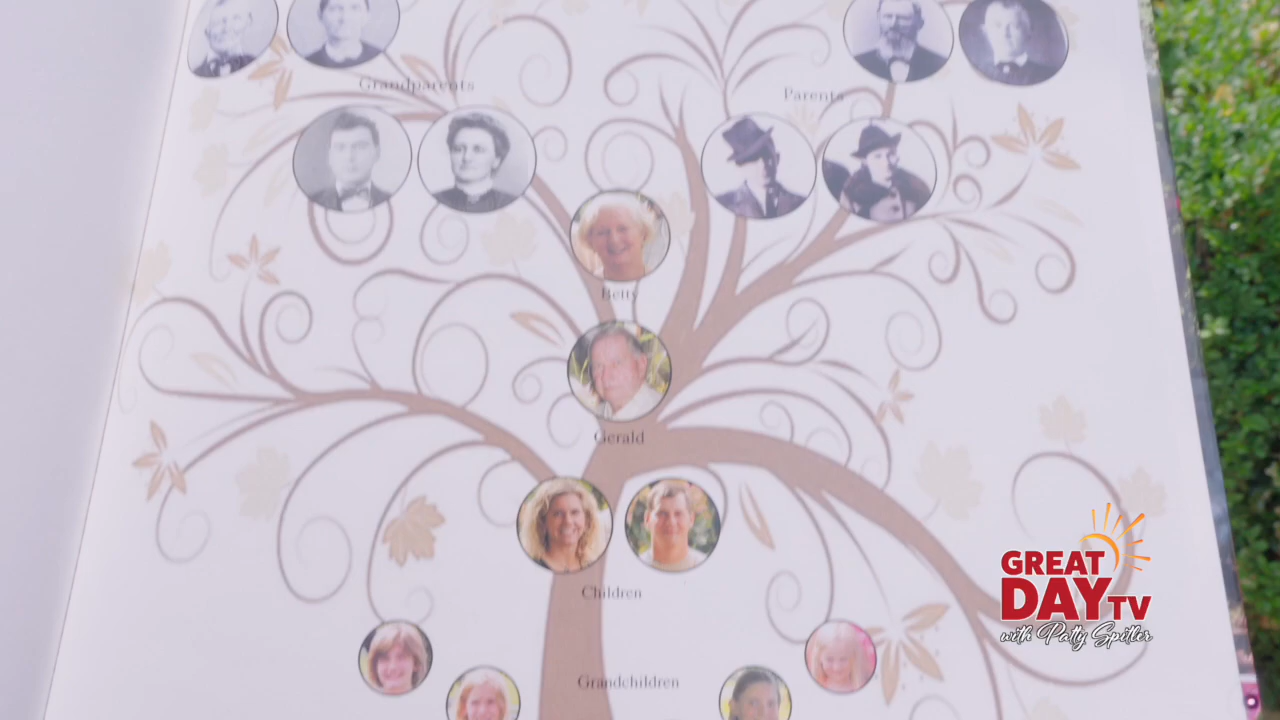 Grandparents
Parents
Betty
Gerald
Children
Grandchildren
GREAT
DAY TV
with Patty Spitler